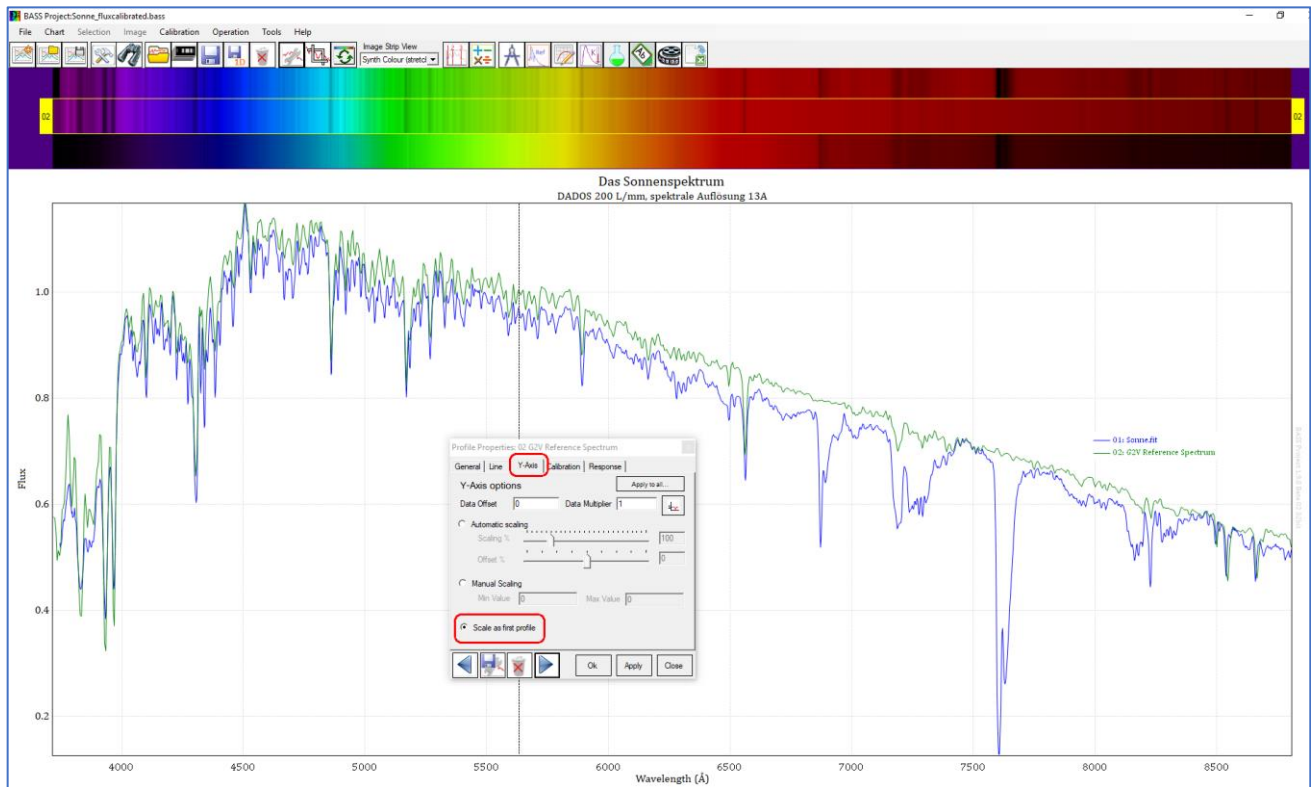 BASS Project:Sonne_fluxcalibrated.bass
File Chart Selection Image Calibration Operation Tools Help
Image Strip View
Synth Colour (stretcl
1D
02 02
Das Sonnenspektrum
DADOS 200 L/mm, spektrale Auflösung 13A
1.0
0.8
0.6
0.4
0.2
Flux
01: Sonne.fit
02: G2V Reference Spectrum
Profile Properties: 02 G2V Reference Spectrum
General Line Y-Axis Calibration Response
Y-Axis options Apply to all...
Data Offset 0 Data Multiplier 1
Automatic scaling
Scaling % 100
Offset % 0
Manual Scaling
Min Value 0 Max Value 0
Scale as first profile
Ok Apply Close
4000 4500 5000 5500 6000 6500 7000 7500 8000 8500
Wavelength (Å)